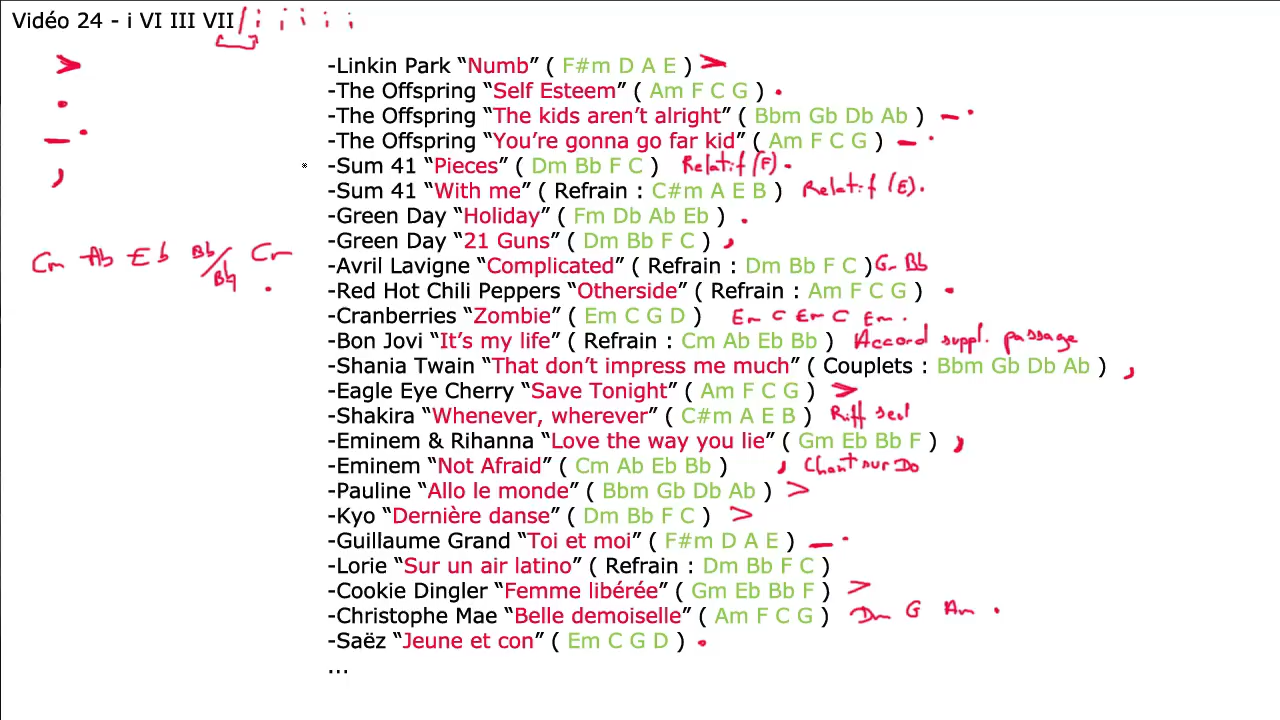 Vidéo 24 - i VI III VII / i i i i i
>
-Linkin Park “Numb” ( F#m D A E ) >
.
-The Offspring “Self Esteem” ( Am F C G ) .
-The Offspring “The kids aren’t alright” ( Bbm Gb Db Ab ) _ .
_ .
-The Offspring “You’re gonna go far kid” ( Am F C G ) _ .
,
-Sum 41 “Pieces” ( Dm Bb F C ) Relatif (F) .
-Sum 41 “With me” ( Refrain : C#m A E B ) Relatif (E).
-Green Day “Holiday” ( Fm Db Ab Eb ) .
-Green Day “21 Guns” ( Dm Bb F C ) ,
Cm Ab Eb Bb/Bb Cm .
-Avril Lavigne “Complicated” ( Refrain : Dm Bb F C ) Gm Bb
-Red Hot Chili Peppers “Otherside” ( Refrain : Am F C G ) .
-Cranberries “Zombie” ( Em C G D ) Em C Em C Em .
-Bon Jovi “It’s my life” ( Refrain : Cm Ab Eb Bb ) Accord suppl. passage
-Shania Twain “That don’t impress me much” ( Couplets : Bbm Gb Db Ab ) ,
-Eagle Eye Cherry “Save Tonight” ( Am F C G ) >
-Shakira “Whenever, wherever” ( C#m A E B ) Riff seul
-Eminem & Rihanna “Love the way you lie” ( Gm Eb Bb F ) ,
-Eminem “Not Afraid” ( Cm Ab Eb Bb ) , Chant sur Do
-Pauline “Allo le monde” ( Bbm Gb Db Ab ) >
-Kyo “Dernière danse” ( Dm Bb F C ) >
-Guillaume Grand “Toi et moi” ( F#m D A E ) _ .
-Lorie “Sur un air latino” ( Refrain : Dm Bb F C )
-Cookie Dingler “Femme libérée” ( Gm Eb Bb F ) >
-Christophe Mae “Belle demoiselle” ( Am F C G ) Dm G Am .
-Saëz “Jeune et con” ( Em C G D ) .
...